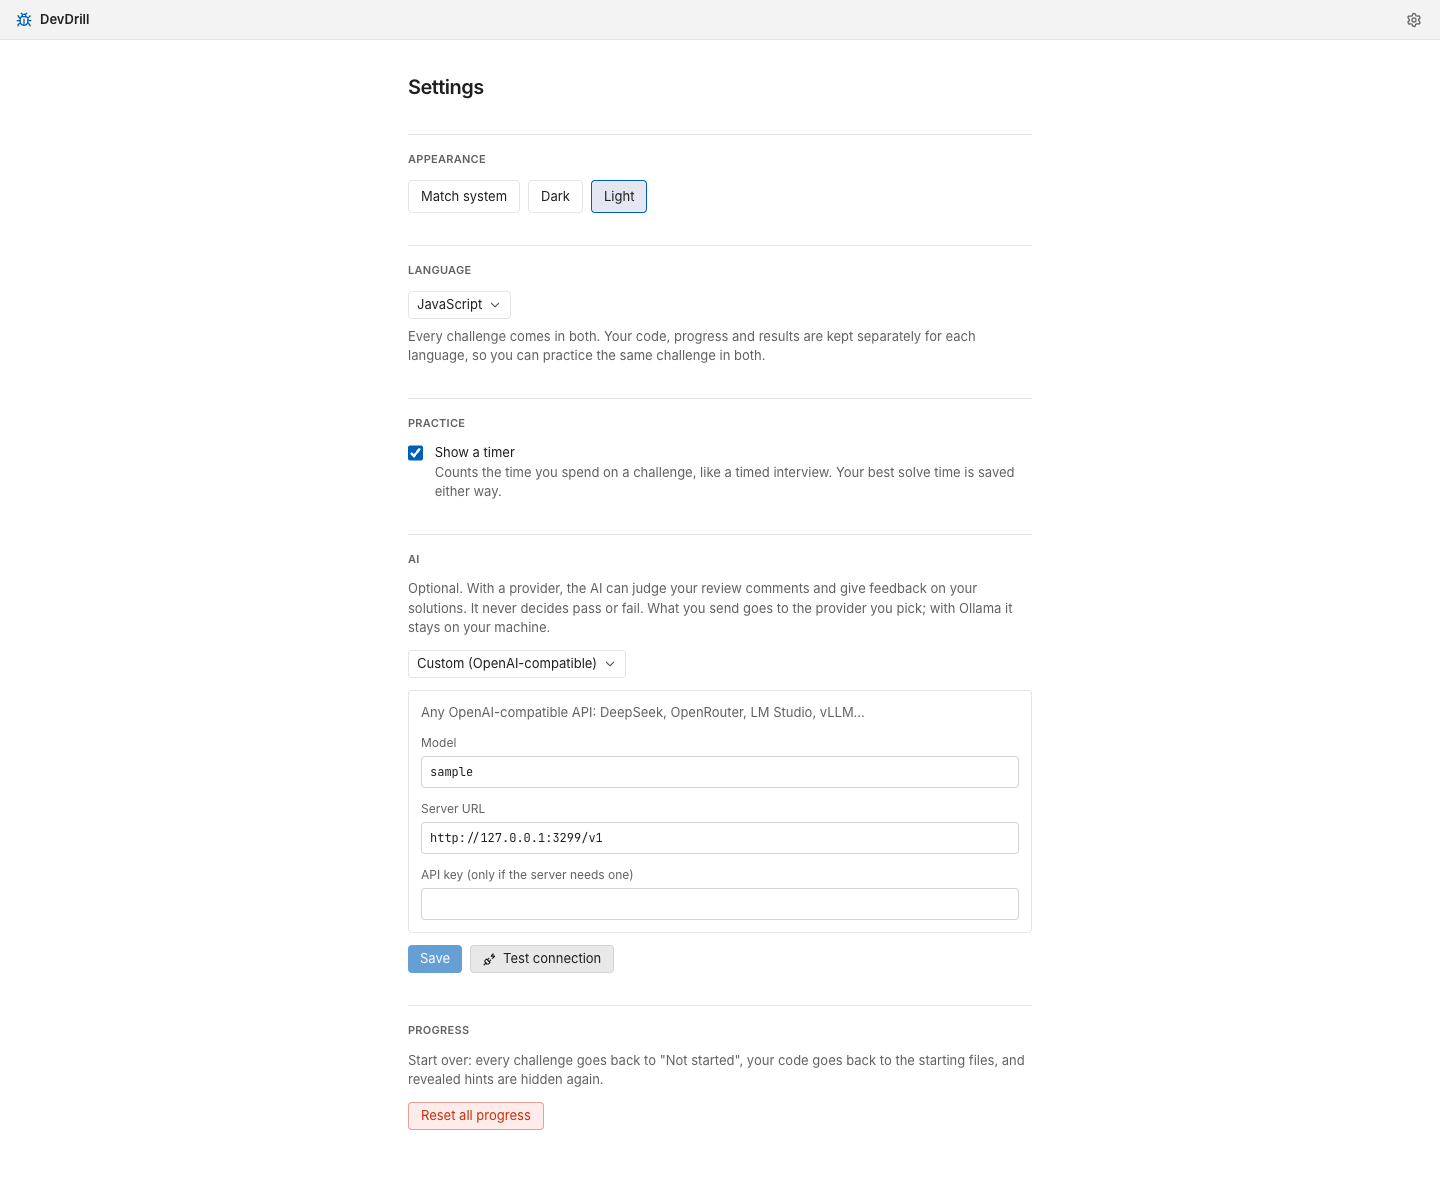 DevDrill
Settings
APPEARANCE
Match system
Dark
Light
LANGUAGE
JavaScript
Every challenge comes in both. Your code, progress and results are kept separately for each
language, so you can practice the same challenge in both.
PRACTICE
Show a timer
Counts the time you spend on a challenge, like a timed interview. Your best solve time is saved
either way.
AI
Optional. With a provider, the AI can judge your review comments and give feedback on your
solutions. It never decides pass or fail. What you send goes to the provider you pick; with Ollama it
stays on your machine.
Custom (OpenAI-compatible)
Any OpenAI-compatible API: DeepSeek, OpenRouter, LM Studio, vLLM...
Model
sample
Server URL
http://127.0.0.1:3299/v1
API key (only if the server needs one)
Save
Test connection
PROGRESS
Start over: every challenge goes back to "Not started", your code goes back to the starting files, and
revealed hints are hidden again.
Reset all progress